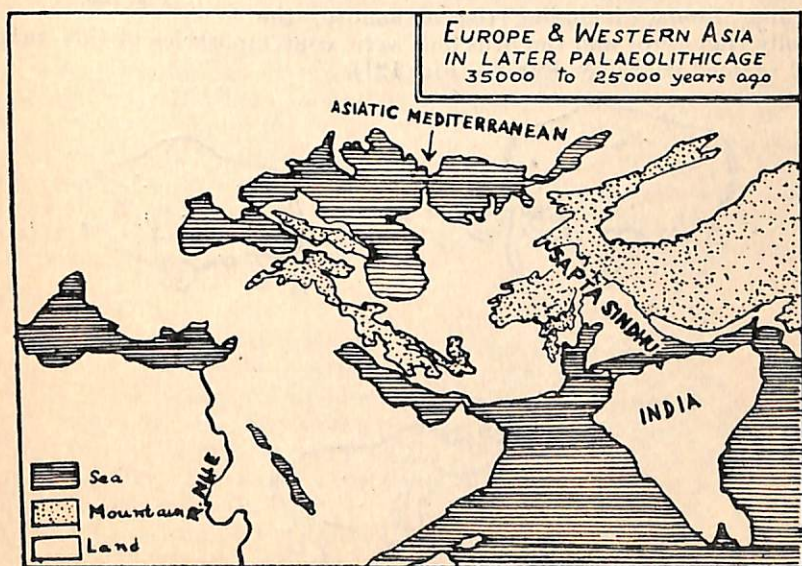 EUROPE & WESTERN ASIA
IN LATER PALAEOLITHICAGE
35000 to 25000 years ago
ASIATIC MEDITERRANEAN
SAPTA SINDHU
INDIA
R. NILE
Sea
Mountain
Land